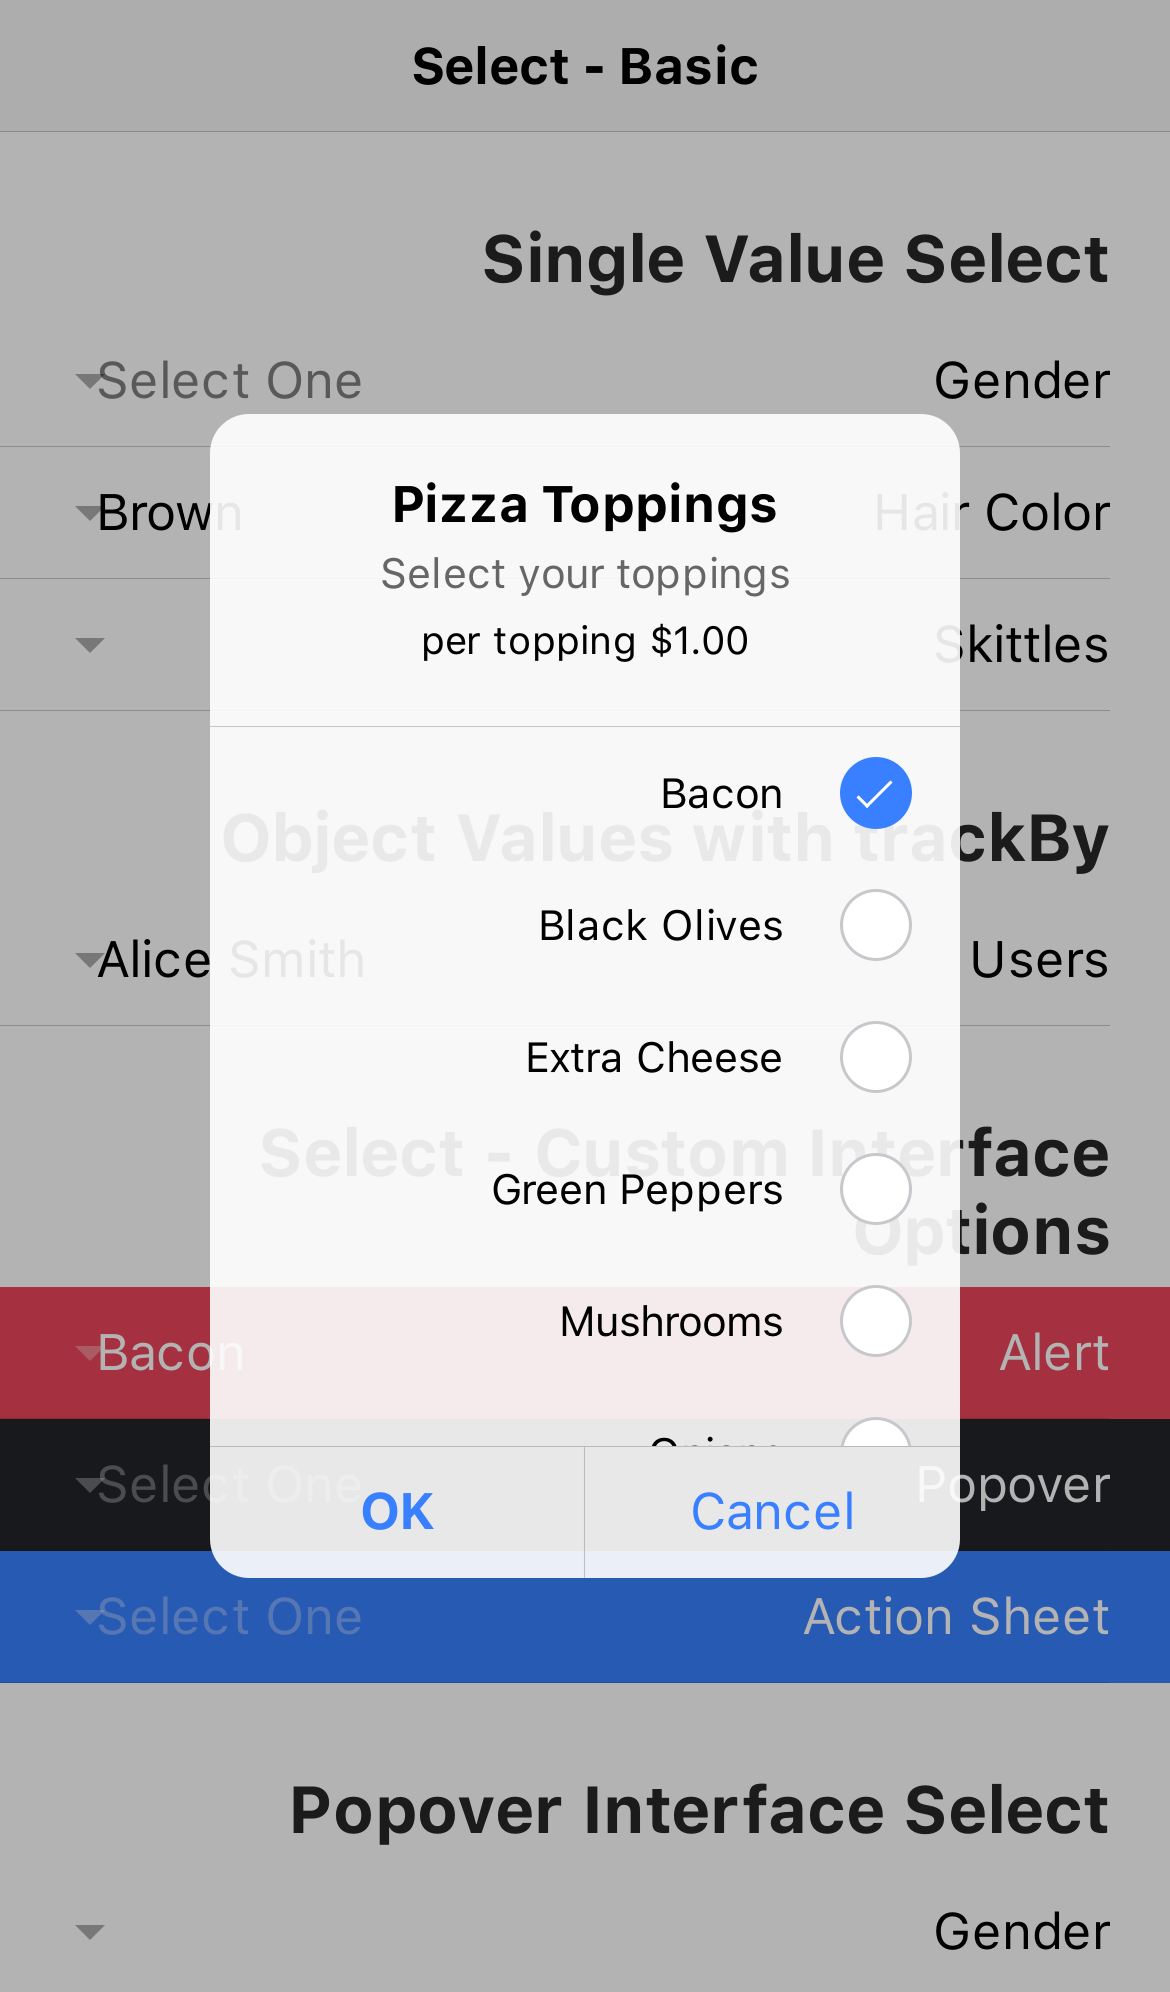 Select - Basic
Single Value Select
Gender
Select One
Hair Color
Brown
Skittles
Object Values with trackBy
Users
Alice Smith
Select - Custom Interface
Options
Alert
Bacon
Popover
Select One
Action Sheet
Select One
Popover Interface Select
Gender
Pizza Toppings
Select your toppings
per topping $1.00
Bacon
Black Olives
Extra Cheese
Green Peppers
Mushrooms
Onions
OK
Cancel